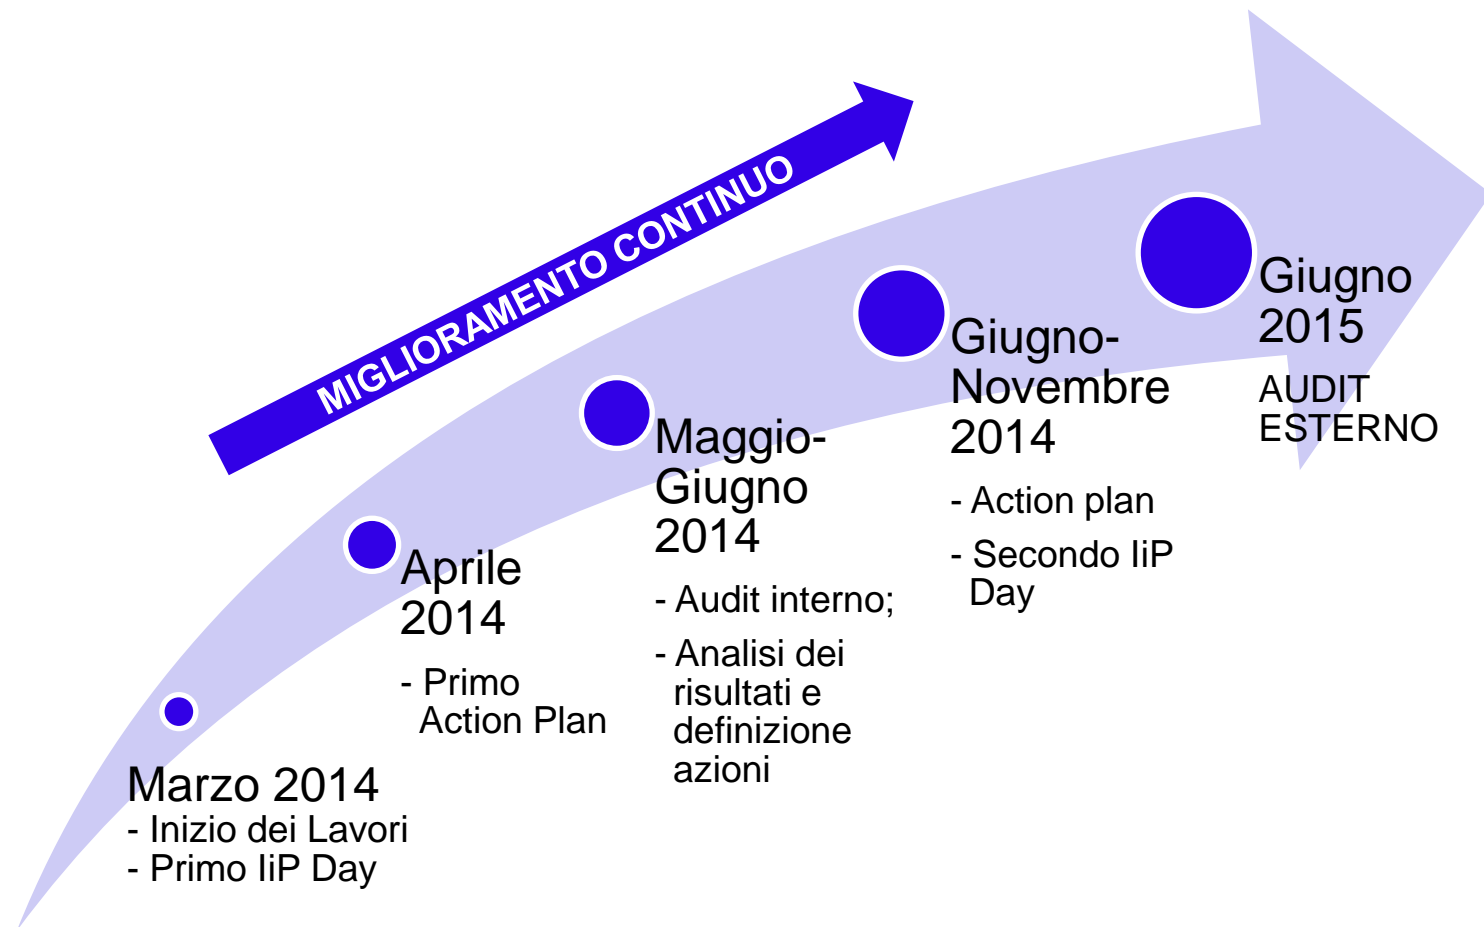 MIGLIORAMENTO CONTINUO
Marzo 2014
- Inizio dei Lavori
- Primo IiP Day
Aprile
2014
- Primo
Action Plan
Maggio-
Giugno
2014
- Audit interno;
- Analisi dei
risultati e
definizione
azioni
Giugno-
Novembre
2014
- Action plan
- Secondo IiP
Day
Giugno
2015
AUDIT
ESTERNO